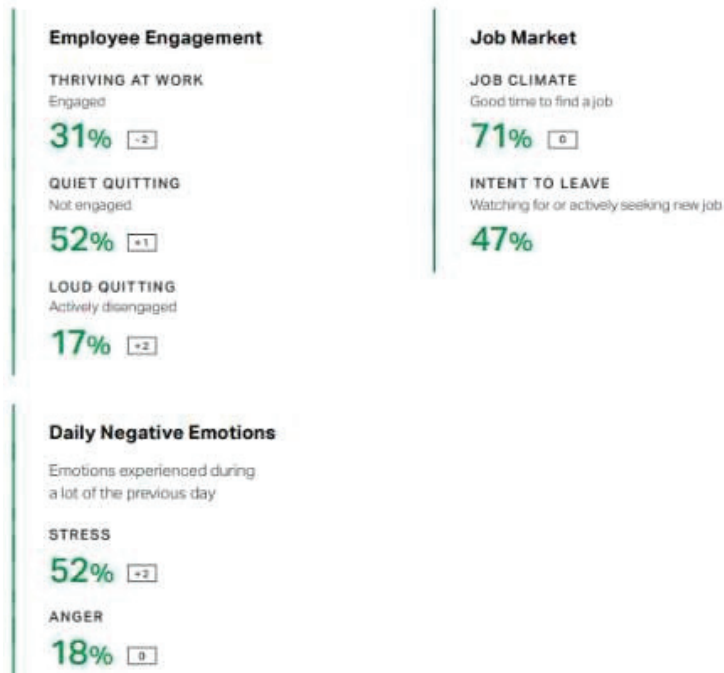 Employee Engagement
THRIVING AT WORK
Engaged
31% -2
QUIET QUITTING
Not engaged
52% +1
LOUD QUITTING
Actively disengaged
17% +2
Job Market
JOB CLIMATE
Good time to find a job
71% 0
INTENT TO LEAVE
Watching for or actively seeking new job
47%
Daily Negative Emotions
Emotions experienced during
a lot of the previous day
STRESS
52% +2
ANGER
18% 0